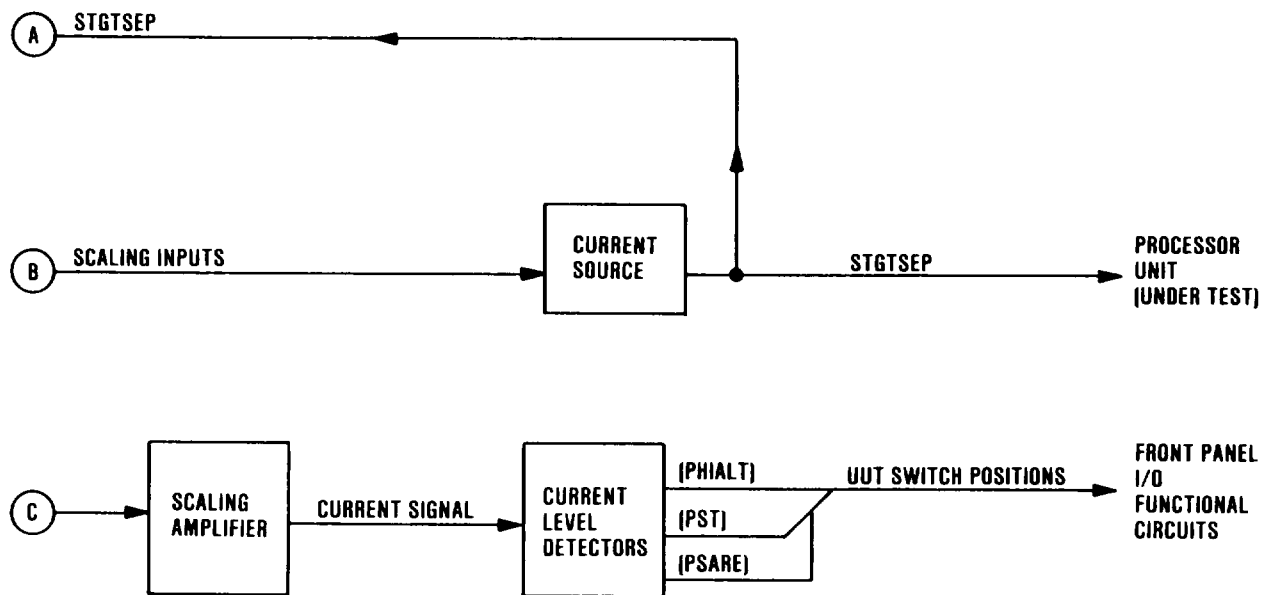 A
STGTSEP
B
SCALING INPUTS
CURRENT
SOURCE
STGTSEP
PROCESSOR
UNIT
(UNDER TEST)
C
SCALING
AMPLIFIER
CURRENT SIGNAL
CURRENT
LEVEL
DETECTORS
(PHIALT)
(PST)
(PSARE)
UUT SWITCH POSITIONS
FRONT PANEL
I/O
FUNCTIONAL
CIRCUITS